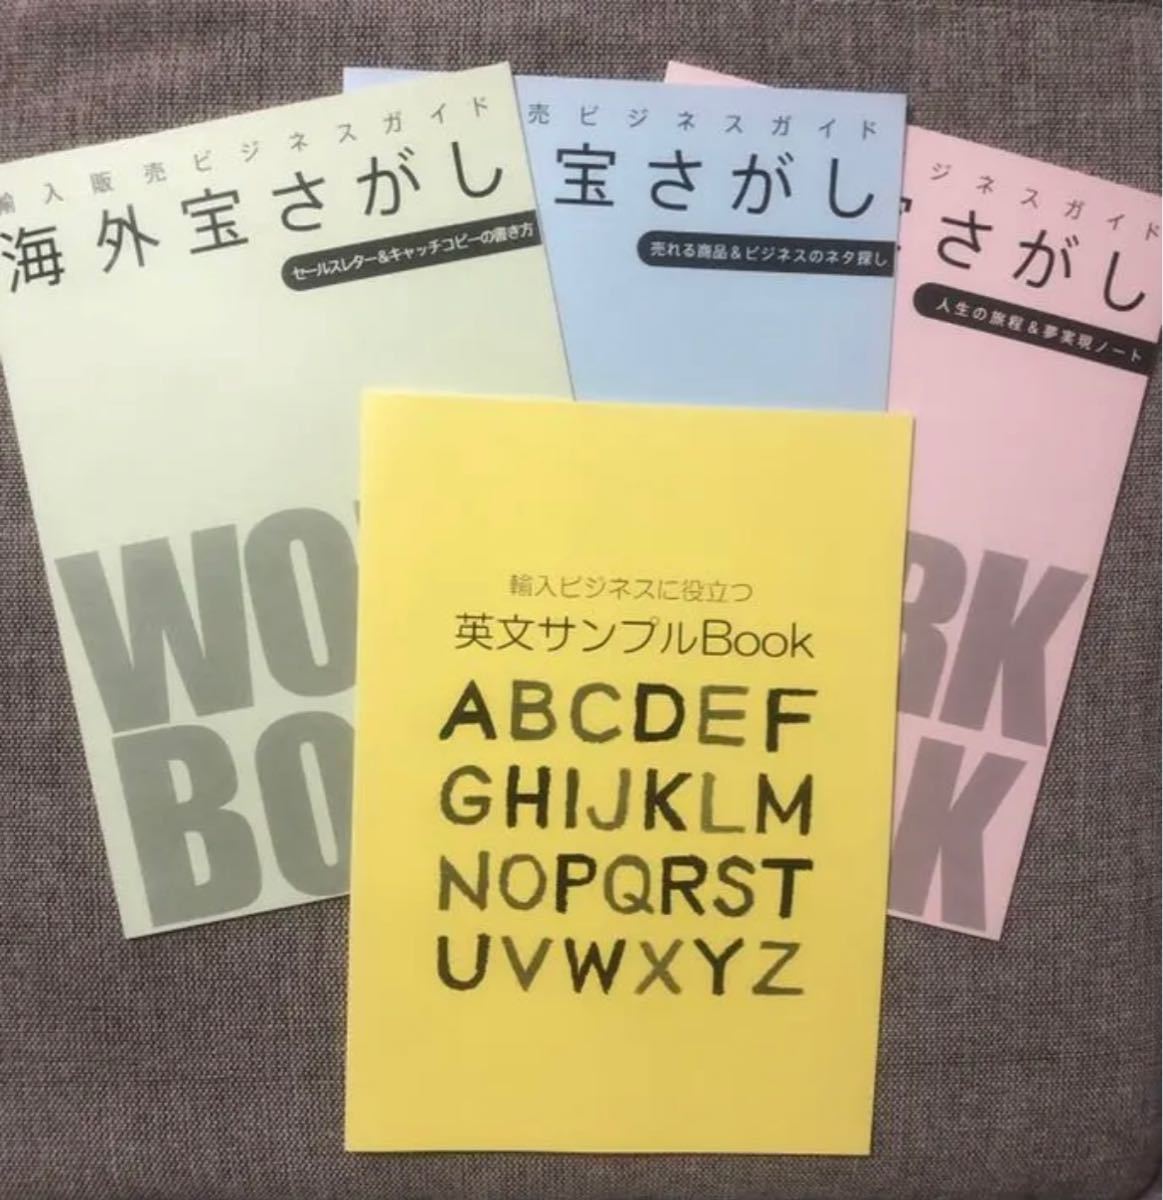 輸入販売ビジネスガイド
海外宝さがし
セールスレター&キャッチコピーの書き方
WO
BO
売ビジネスガイド
宝さがし
売れる商品&ビジネスのネタ探し
ジネスガイド
さがし
人生の旅程&夢実現ノート
RK
K
輸入ビジネスに役立つ
英文サンプルBook
ABCDEF
GHIJKLM
NOPQRST
UVWXYZ